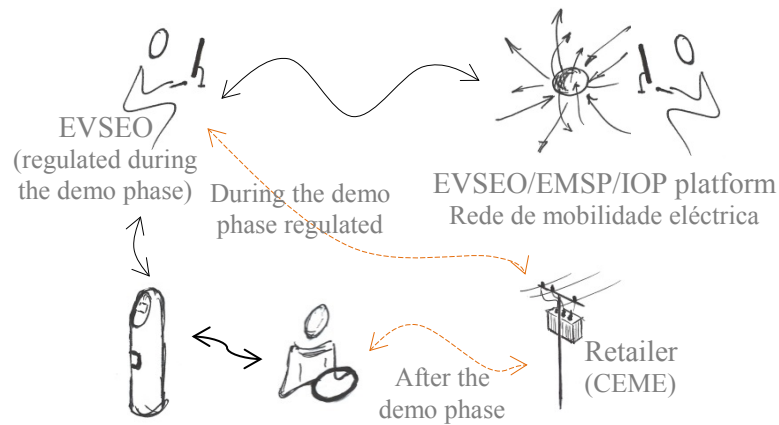 EVSEO
(regulated during
the demo phase)
EVSEO/EMSP/IOP platform
Rede de mobilidade eléctrica
During the demo
phase regulated
Retailer
(CEME)
After the
demo phase